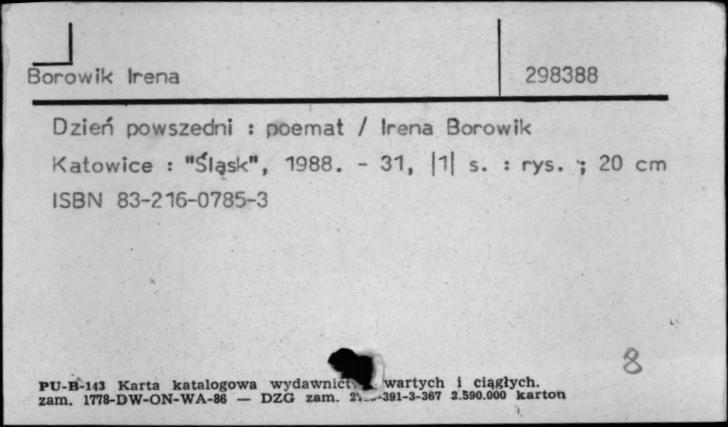 Borowik Irena 298388
Dzień powszedni : poemat / Irena Borowik
Katowice : "Śląsk", 1988. - 31, |1| s. : rys. ; 20 cm
ISBN 83-216-0785-3
8
PU-B-143 Karta katalogowa wartych i ciągłych.
zam. 1778-DW-ON-WA-86 — DZG zam. -391-3-367 2.590.000 karton